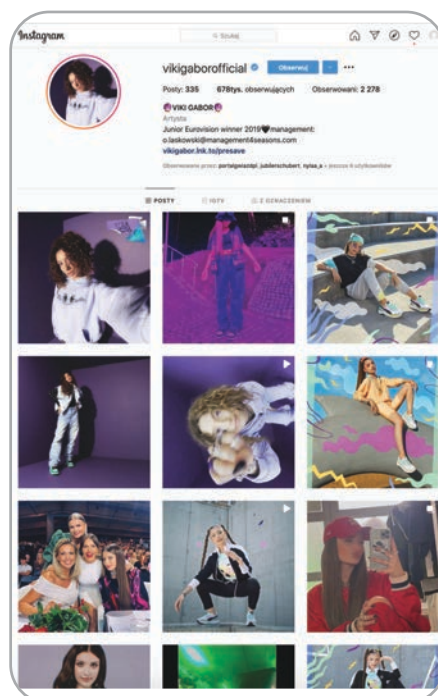 Instagram
Szukaj
vikigaborofficial
Obserwuj
Posty: 335 678tys. obserwujących Obserwowani: 2 278
VIKI GABOR
Artysta
Junior Eurovision winner 2019🖤management:
o.laskowski@management4seasons.com
vikigabor.lnk.to/presave
POSTY IGTV Z OZNACZENIEM